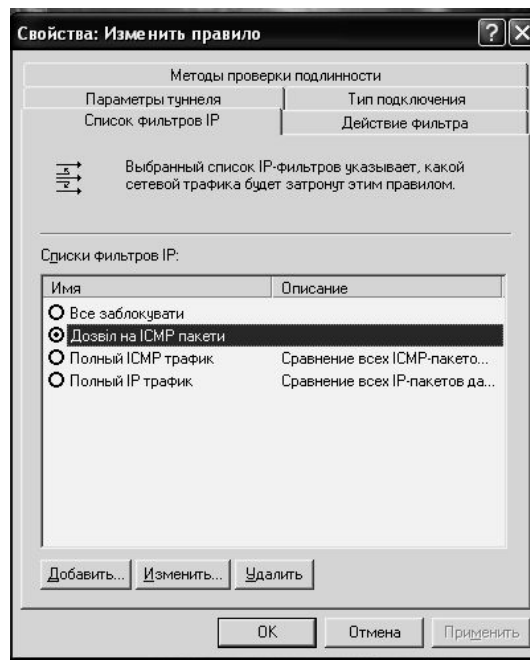 Свойства: Изменить правило
Методы проверки подлинности
Параметры туннеля
Тип подключения
Список фильтров IP
Действие фильтра
Выбранный список IP-фильтров указывает, какой
сетевой трафика будет затронут этим правилом.
Списки фильтров IP:
Имя Описание
Все заблокувати
Дозвіл на ICMP пакети
Полный ICMP трафик Сравнение всех ICMP-пакето...
Полный IP трафик Сравнение всех IP-пакетов да...
Добавить... Изменить... Удалить
OK Отмена Применить